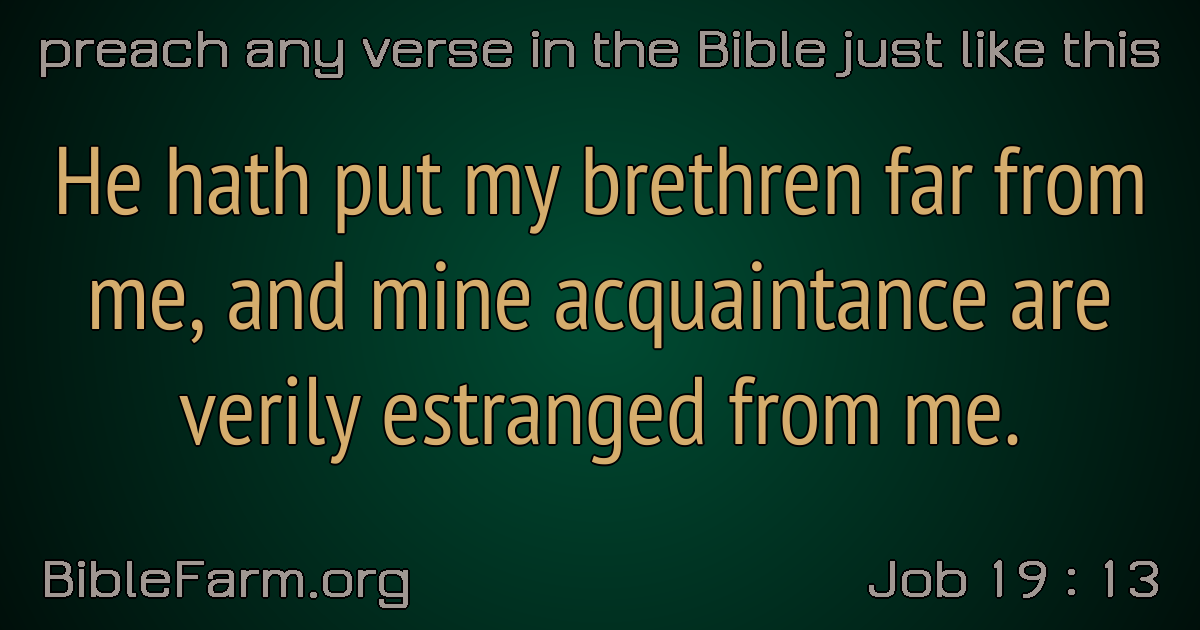 preach any verse in the Bible just like this
He hath put my brethren far from
me, and mine acquaintance are
verily estranged from me.
BibleFarm.org
Job 19 : 13